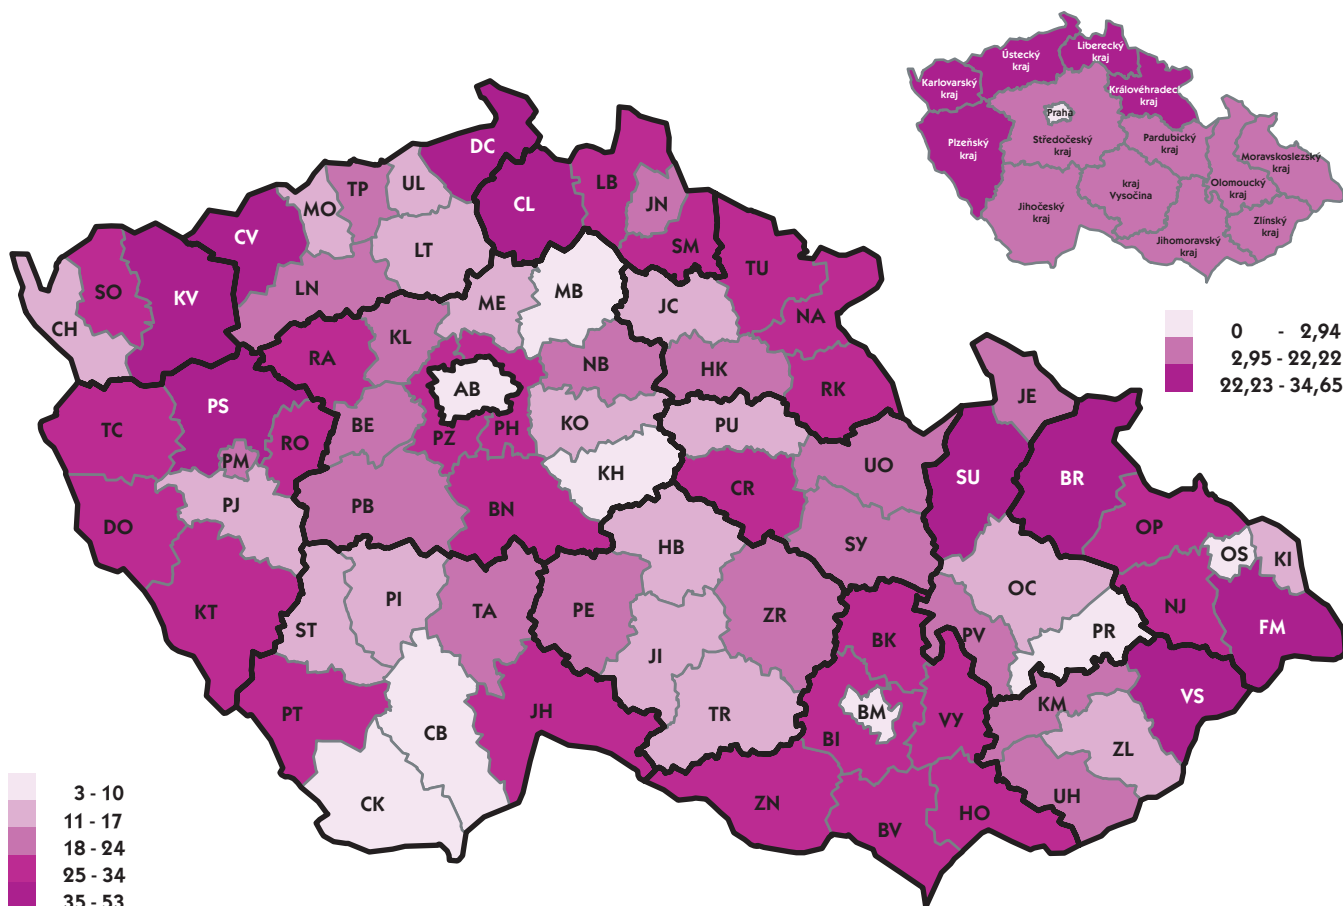 Ústecký
kraj
Liberecký
kraj
Karlovarský
kraj
Královéhradeck
kraj
Praha
Plzeňský
kraj
Středočeský
kraj
Pardubický
kraj
Moravskoslezský
kraj
kraj
Vysočina
Olomoucký
kraj
Jihočeský
kraj
Zlínský
kraj
Jihomoravský
kraj
0 - 2,94
2,95 - 22,22
22,23 - 34,65
DC
UL
TP
MO
LB
CL
JN
CV
LT
SM
TU
SO
KV
LN
ME
MB
JC
NA
CH
KL
RA
NB
HK
RK
AB
JE
PS
BE
KO
PU
TC
RO
PZ
PH
PM
UO
KH
SU
BR
CR
PJ
PB
BN
DO
OP
HB
SY
OS
KI
OC
PI
TA
PE
ZR
KT
NJ
ST
BK
PV
PR
FM
JI
VS
PT
JH
TR
BM
VY
KM
CB
BI
ZL
CK
ZN
BV
HO
UH
3 - 10
11 - 17
18 - 24
25 - 34
35 - 53